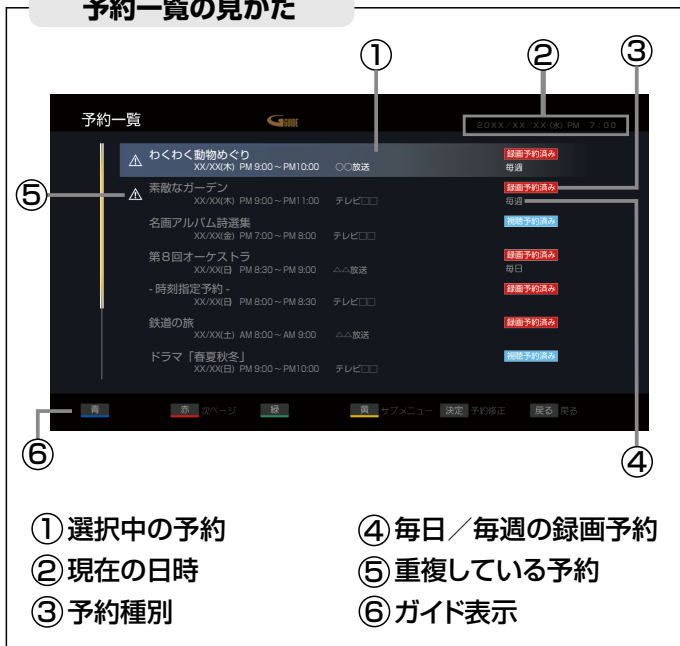 予約一覧の見かた
①
②
③
予約一覧
G GUIDE
20XX/XX/XX (水) PM 7:00
わくわく動物めぐり
録画予約済み
XX/XX(木) PM 9:00～PM10:00 ○○放送
毎週
⑤
素敵なガーデン
録画予約済み
XX/XX(木) PM 9:00～PM11:00 テレビ□□
毎週
名画アルバム詩選集
視聴予約済み
XX/XX(金) PM 7:00～PM 8:00 テレビ□□
第8回オーケストラ
録画予約済み
XX/XX(日) PM 8:30～PM 9:00 △△放送
毎日
- 時刻指定予約 -
録画予約済み
XX/XX(日) PM 8:00～PM 8:30 テレビ□□
鉄道の旅
録画予約済み
XX/XX(土) AM 8:00～AM 9:00 △△放送
ドラマ「春夏秋冬」
視聴予約済み
XX/XX(日) PM 9:00～PM10:00 テレビ□□
青 赤 次ページ 緑 黄 サブメニュー 決定 予約修正 戻る 戻る
⑥
④
①選択中の予約
②現在の日時
③予約種別
④毎日／毎週の録画予約
⑤重複している予約
⑥ガイド表示